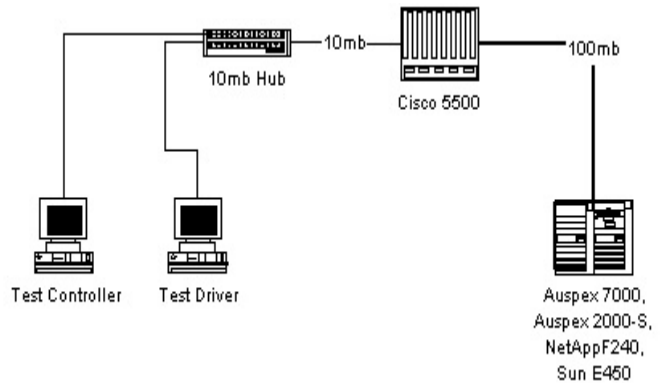 10mb
100mb
10mb Hub
Cisco 5500
Test Controller
Test Driver
Auspex 7000,
Auspex 2000-S,
NetAppF240,
Sun E450